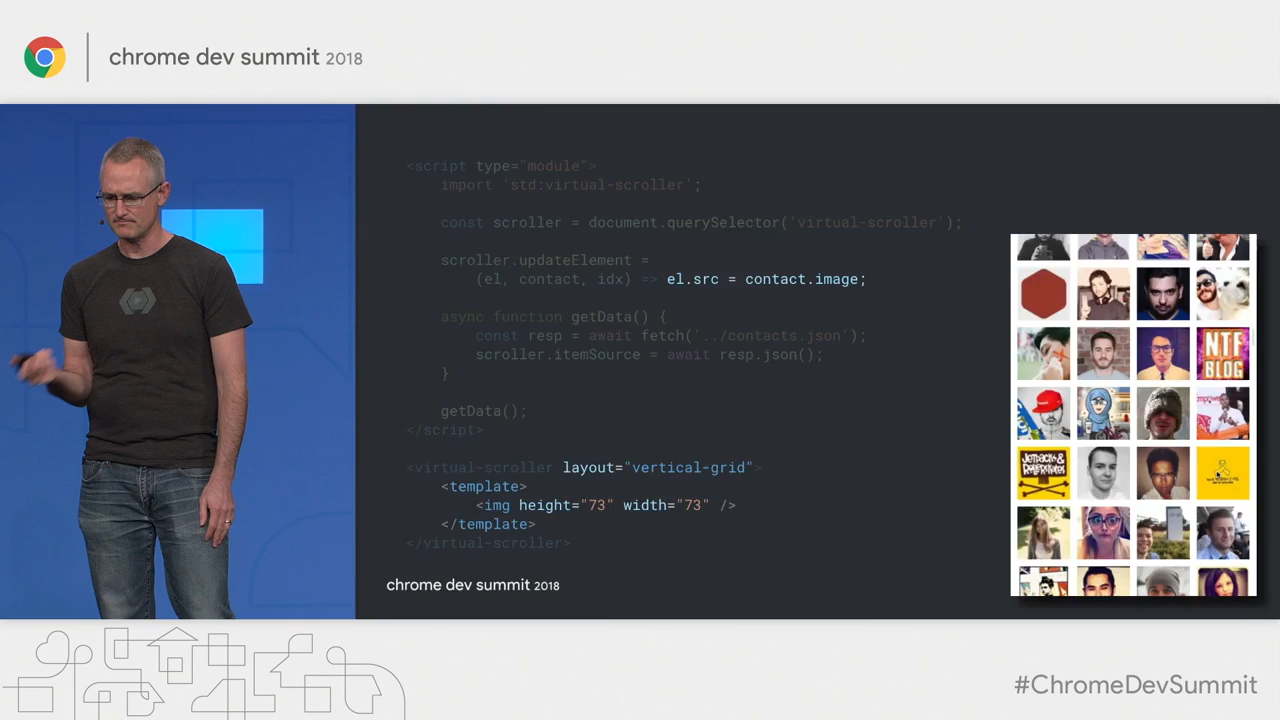 chrome dev summit 2018
<script type="module">
import 'std:virtual-scroller';
const scroller = document.querySelector('virtual-scroller');
scroller.updateElement =
(el, contact, idx) => el.src = contact.image;
async function getData() {
const resp = await fetch('../contacts.json');
scroller.itemSource = await resp.json();
}
getData();
</script>
<virtual-scroller layout="vertical-grid">
<template>
<img height="73" width="73" />
</template>
</virtual-scroller>
chrome dev summit 2018
NTF
BLOG
#ChromeDevSummit